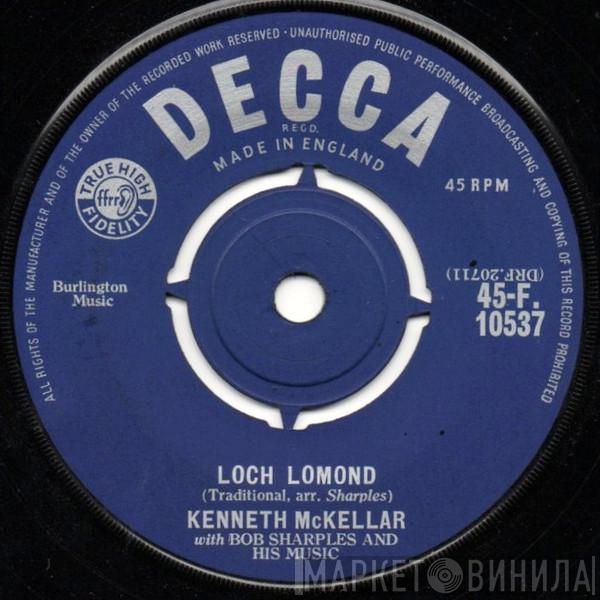 ALL RIGHTS OF THE MANUFACTURER AND OF THE OWNER OF THE RECORDED WORK RESERVED · UNAUTHORISED PUBLIC PERFORMANCE BROADCASTING AND COPYING OF THIS RECORD PROHIBITED
DECCA
REGD.
MADE IN ENGLAND
TRUE HIGH
ffrr
FIDELITY
45 RPM
Burlington
Music
(DRF.20711)
45-F.
10537
LOCH LOMOND
(Traditional, arr. Sharples)
KENNETH McKELLAR
with BOB SHARPLES AND
HIS MUSIC
МАРКЕТ ВИНИЛА